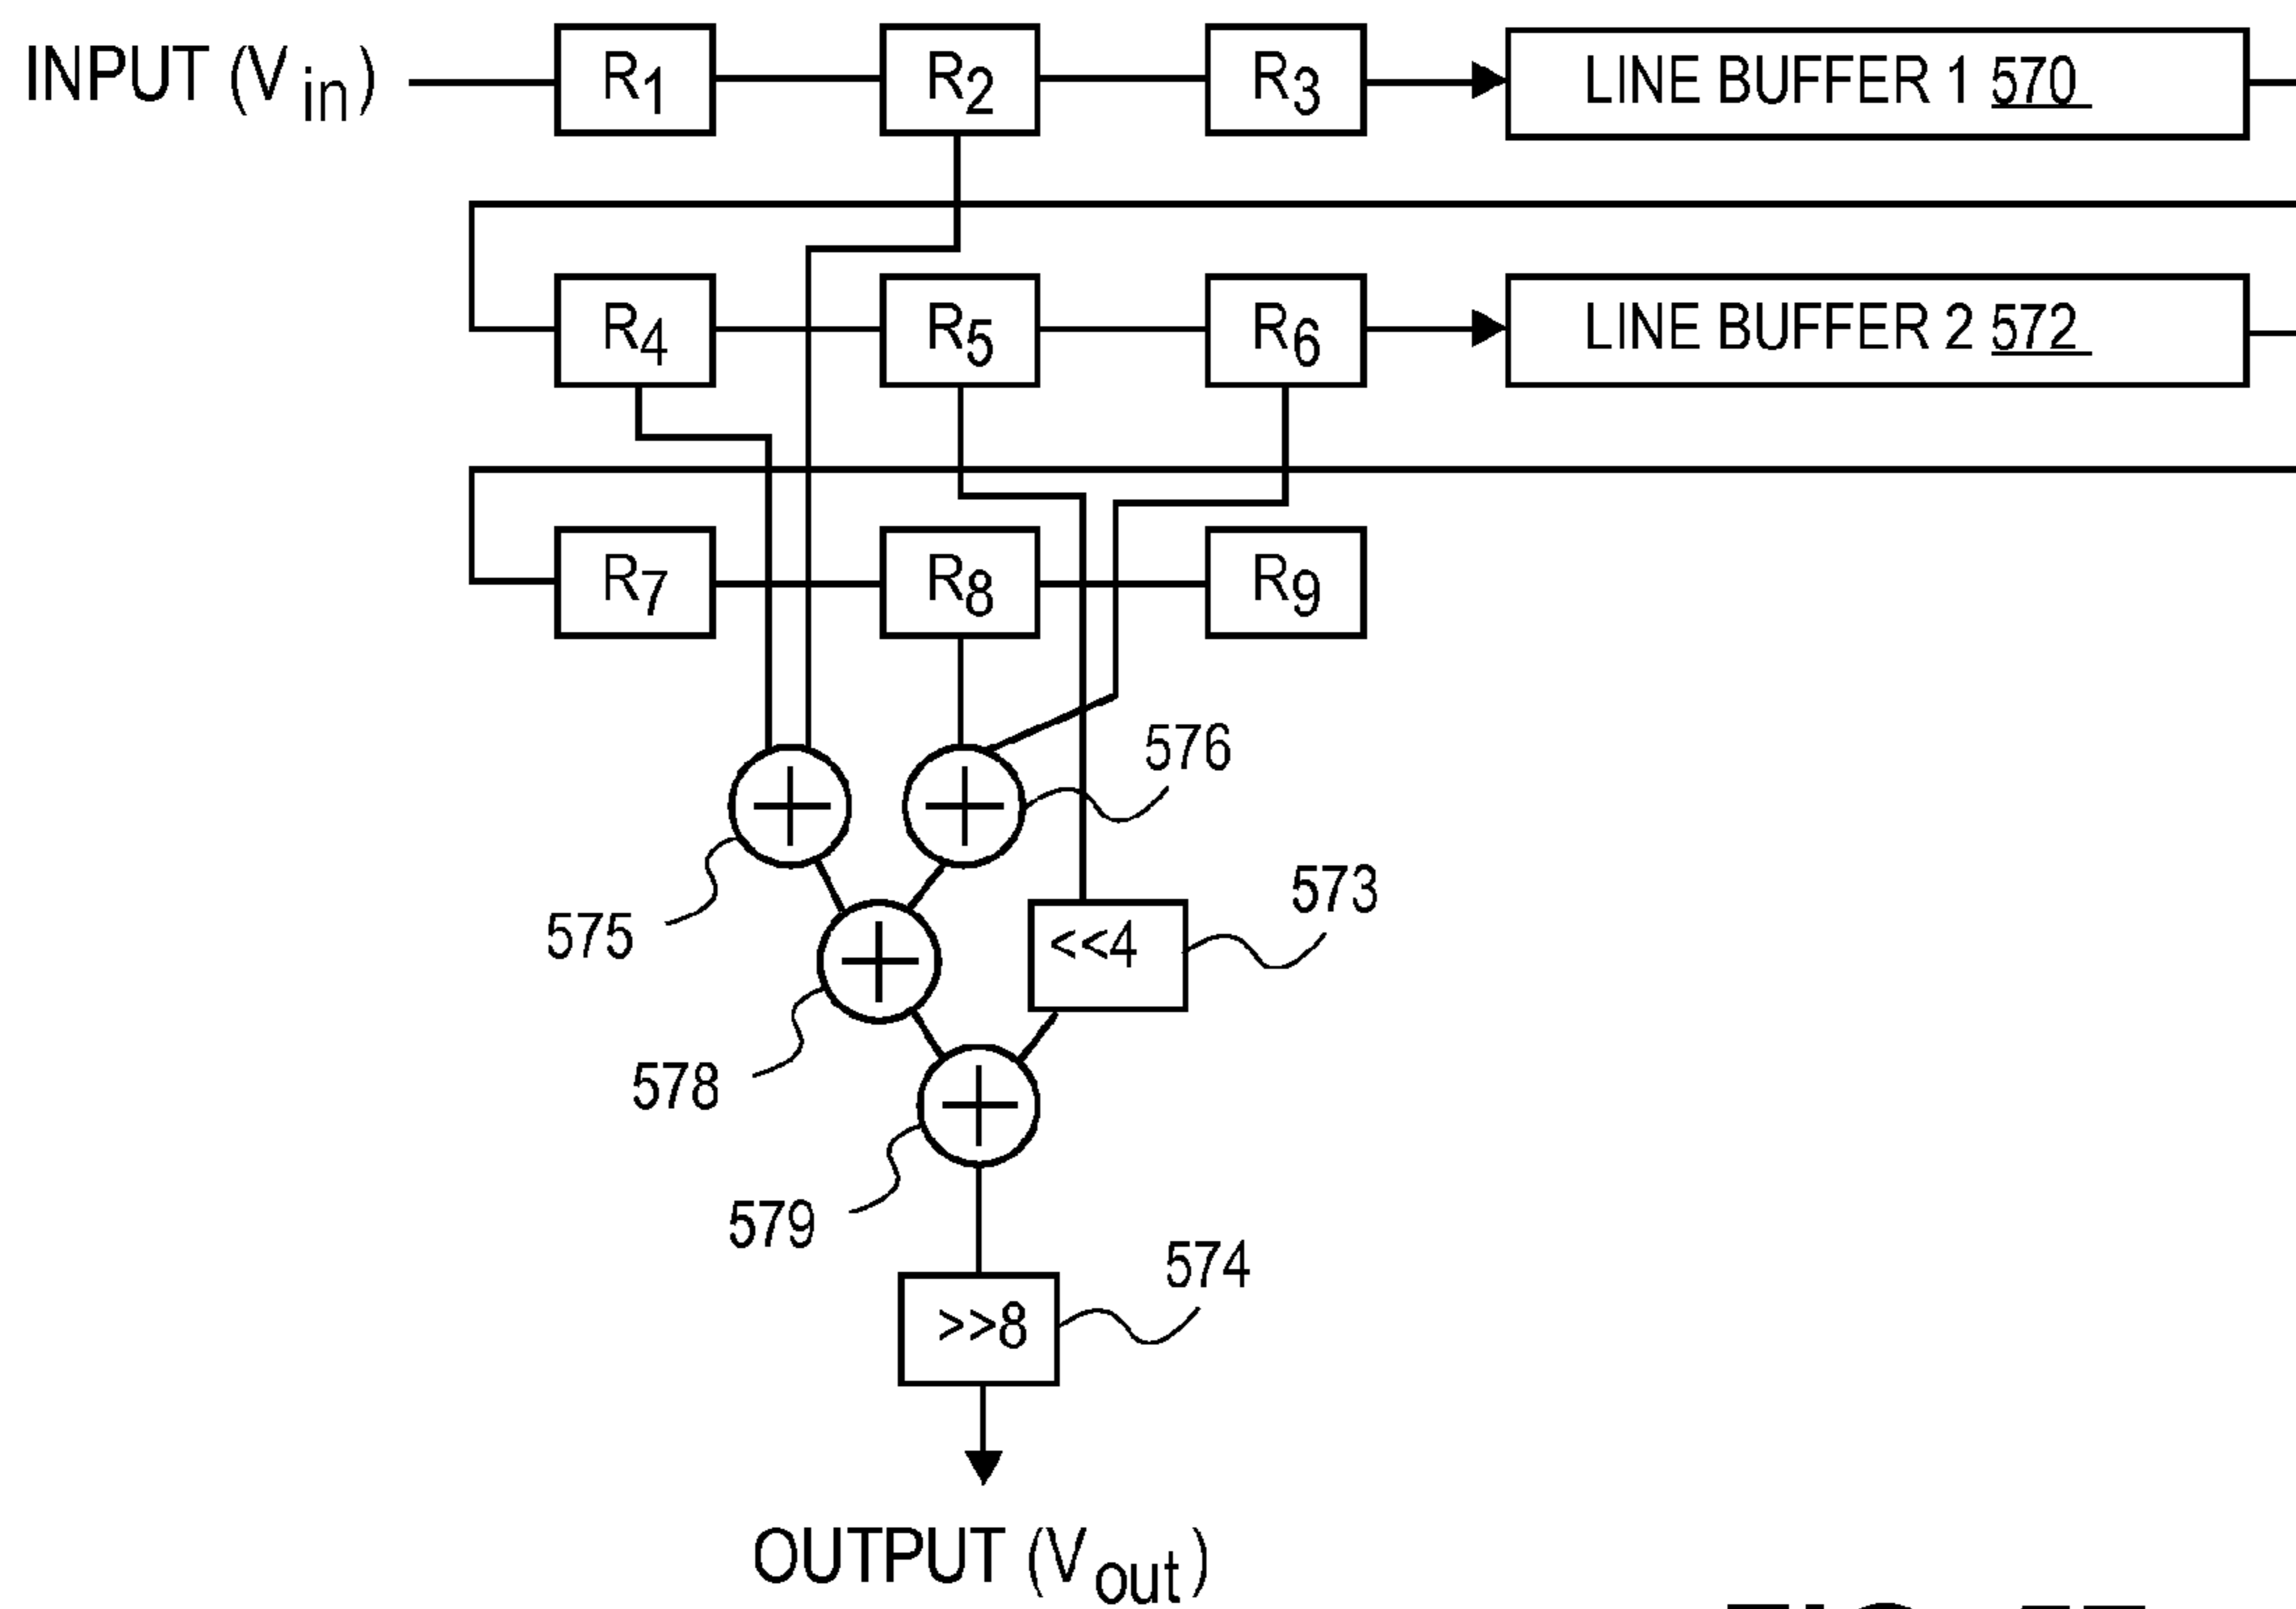 INPUT (Vin)
R1
R2
R3
LINE BUFFER 1 570
R4
R5
R6
LINE BUFFER 2 572
R7
R8
R9
576
573
575
<<4
578
579
574
>>8
OUTPUT (Vout)